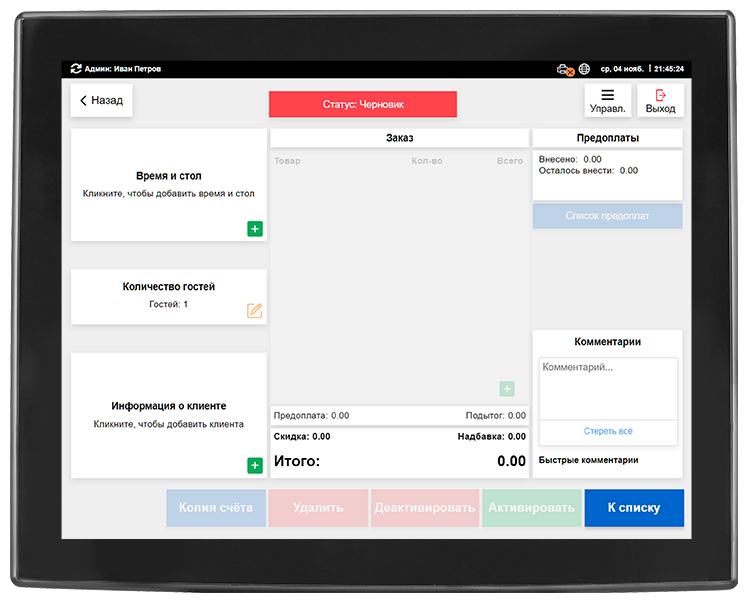 Админ: Иван Петров
ср, 04 нояб. | 21:45:24
Назад
Статус: Черновик
Управл.
Выход
Время и стол
Кликните, чтобы добавить время и стол
Количество гостей
Гостей: 1
Информация о клиенте
Кликните, чтобы добавить клиента
Заказ
Товар Кол-во Всего
Предоплата: 0.00 Подытог: 0.00
Скидка: 0.00 Надбавка: 0.00
Итого: 0.00
Предоплаты
Внесено: 0.00
Осталось внести: 0.00
Список предоплат
Комментарии
Комментарий...
Стереть всё
Быстрые комментарии
Копия счёта
Удалить
Деактивировать
Активировать
К списку